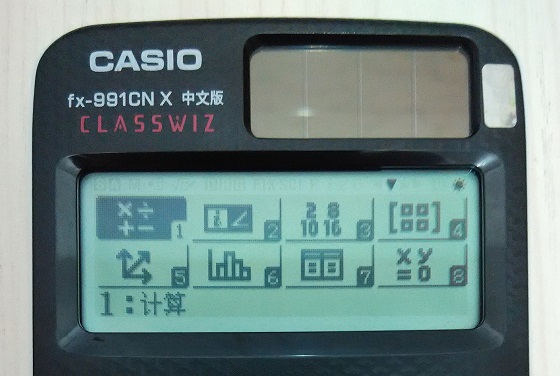 CASIO
fx-991CN X 中文版
CLASSWIZ
×÷ 1 2 2 8 3 4
+− 10 16
5 6 7 X Y 8
=0
1:计算